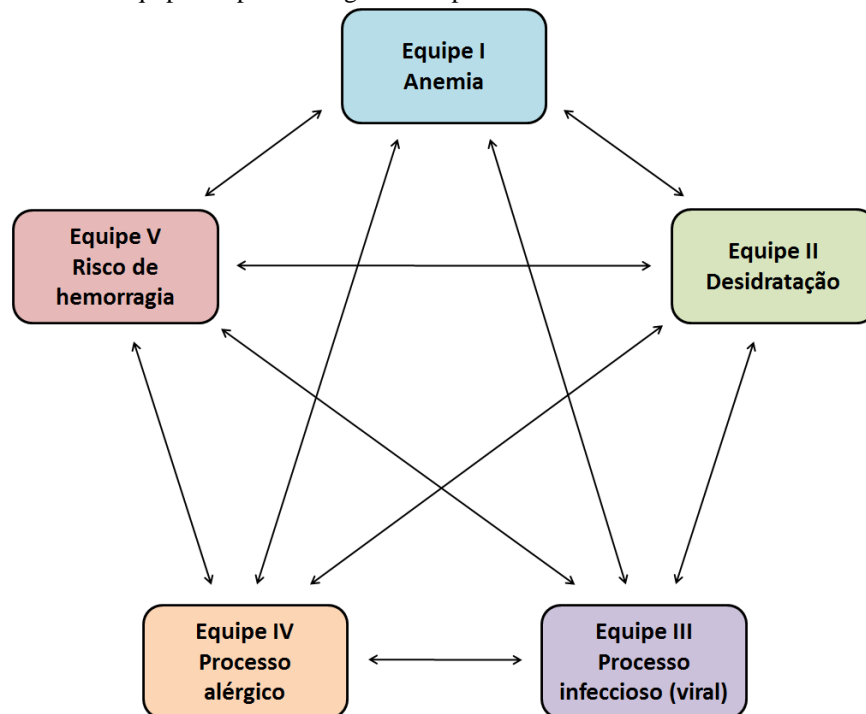 Equipe I
Anemia
Equipe V
Risco de
hemorragia
Equipe II
Desidratação
Equipe IV
Processo
alérgico
Equipe III
Processo
infeccioso (viral)